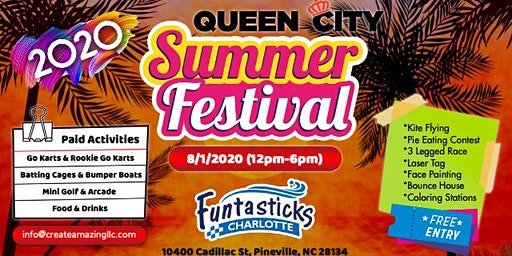 2020
QUEEN CITY
Summer
Festival
8/1/2020 (12pm-6pm)
Paid Activities
Go Karts & Rookie Go Karts
Batting Cages & Bumper Boats
Mini Golf & Arcade
Food & Drinks
info@createamazingllc.com
Funtasticks
CHARLOTTE
10400 Cadillac St, Pineville, NC 28134
*Kite Flying
*Pie Eating Contest
*3 Legged Race
*Laser Tag
*Face Painting
*Bounce House
*Coloring Stations
*FREE*
ENTRY